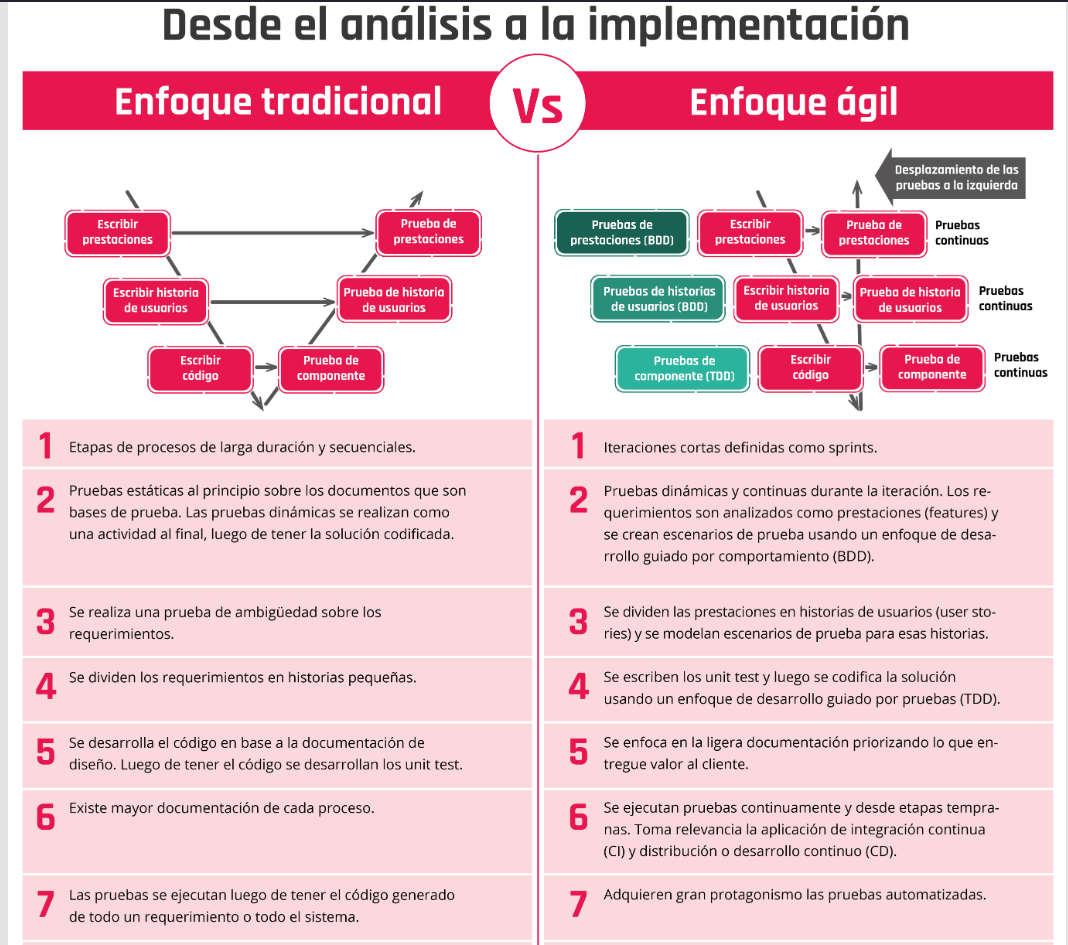 Desde el análisis a la implementación
Enfoque tradicional
Vs
Enfoque ágil
Escribir
prestaciones
Prueba de
prestaciones
Escribir historia
de usuarios
Prueba de historia
de usuarios
Escribir
código
Prueba de
componente
Desplazamiento de las
pruebas a la izquierda
Pruebas de
prestaciones (BDD)
Escribir
prestaciones
Prueba de
prestaciones
Pruebas
continuas
Pruebas de historias
de usuarios (BDD)
Escribir historia
de usuarios
Prueba de historia
de usuarios
Pruebas
continuas
Pruebas de
componente (TDD)
Escribir
código
Prueba de
componente
Pruebas
continuas
1 Etapas de procesos de larga duración y secuenciales.
2 Pruebas estáticas al principio sobre los documentos que son
bases de prueba. Las pruebas dinámicas se realizan como
una actividad al final, luego de tener la solución codificada.
3 Se realiza una prueba de ambigüedad sobre los
requerimientos.
4 Se dividen los requerimientos en historias pequeñas.
5 Se desarrolla el código en base a la documentación de
diseño. Luego de tener el código se desarrollan los unit test.
6 Existe mayor documentación de cada proceso.
7 Las pruebas se ejecutan luego de tener el código generado
de todo un requerimiento o todo el sistema.
1 Iteraciones cortas definidas como sprints.
2 Pruebas dinámicas y continuas durante la iteración. Los re-
querimientos son analizados como prestaciones (features) y
se crean escenarios de prueba usando un enfoque de desa-
rrollo guiado por comportamiento (BDD).
3 Se dividen las prestaciones en historias de usuarios (user sto-
ries) y se modelan escenarios de prueba para esas historias.
4 Se escriben los unit test y luego se codifica la solución
usando un enfoque de desarrollo guiado por pruebas (TDD).
5 Se enfoca en la ligera documentación priorizando lo que en-
tregue valor al cliente.
6 Se ejecutan pruebas continuamente y desde etapas tempra-
nas. Toma relevancia la aplicación de integración continua
(CI) y distribución o desarrollo continuo (CD).
7 Adquieren gran protagonismo las pruebas automatizadas.